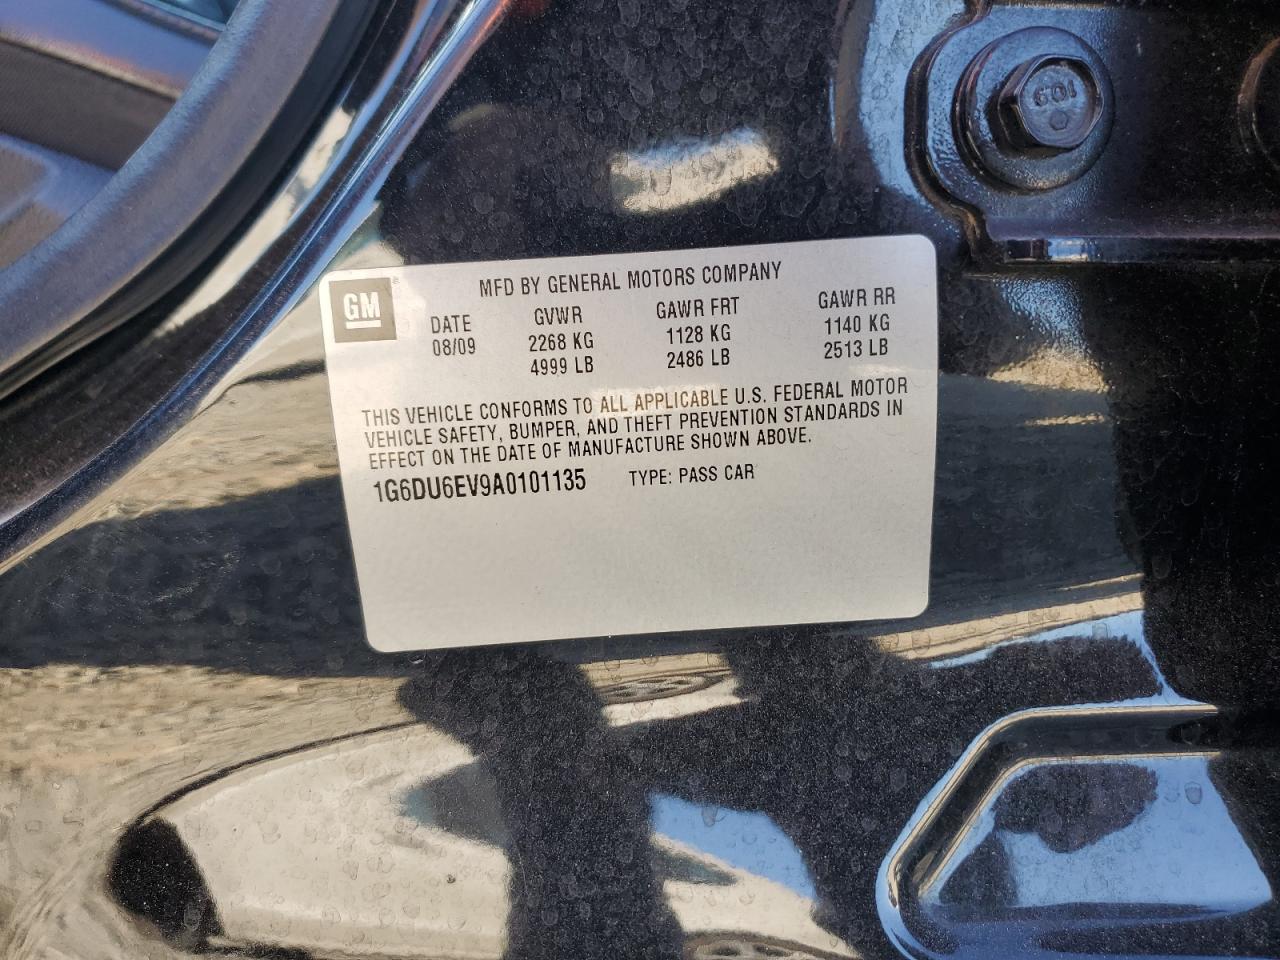 GM
MFD BY GENERAL MOTORS COMPANY
DATE GVWR GAWR FRT GAWR RR
08/09 2268 KG 1128 KG 1140 KG
4999 LB 2486 LB 2513 LB
THIS VEHICLE CONFORMS TO ALL APPLICABLE U.S. FEDERAL MOTOR
VEHICLE SAFETY, BUMPER, AND THEFT PREVENTION STANDARDS IN
EFFECT ON THE DATE OF MANUFACTURE SHOWN ABOVE.
1G6DU6EV9A0101135 TYPE: PASS CAR